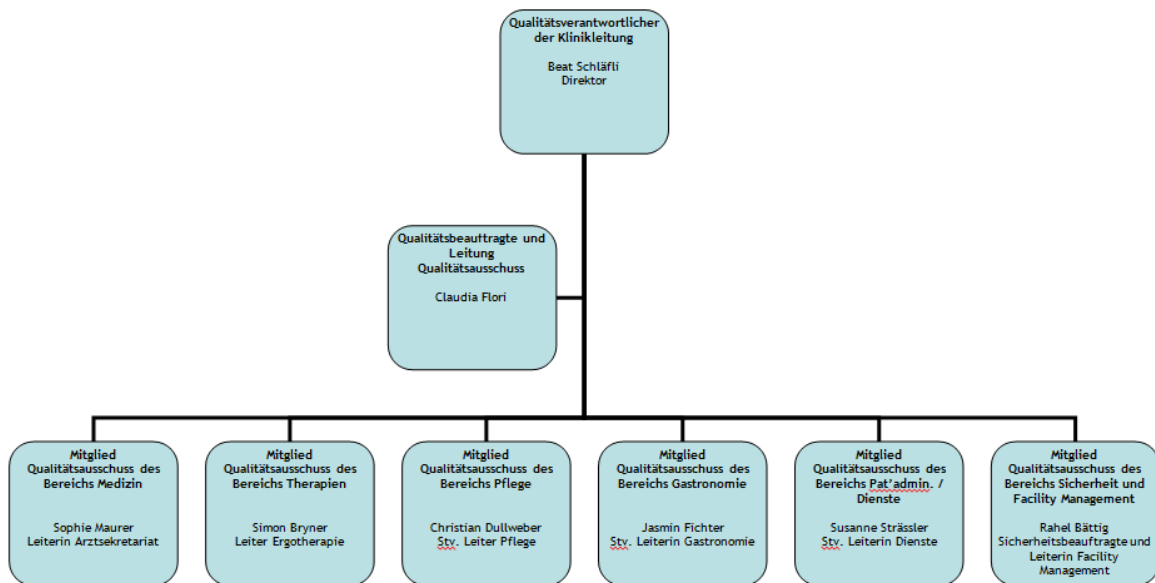 Qualitätsverantwortlicher
der Klinikleitung
Beat Schläfli
Direktor
Qualitätsbeauftragte und
Leitung
Qualitätsausschuss
Claudia Flori
Mitglied
Qualitätsausschuss des
Bereichs Medizin
Sophie Maurer
Leiterin Arztsekretariat
Mitglied
Qualitätsausschuss des
Bereichs Therapien
Simon Bryner
Leiter Ergotherapie
Mitglied
Qualitätsausschuss des
Bereichs Pflege
Christian Dullweber
Stv. Leiter Pflege
Mitglied
Qualitätsausschuss des
Bereichs Gastronomie
Jasmin Fichter
Stv. Leiterin Gastronomie
Mitglied
Qualitätsausschuss des
Bereichs Pat'admin. /
Dienste
Susanne Strässler
Stv. Leiterin Dienste
Mitglied
Qualitätsausschuss des
Bereichs Sicherheit und
Facility Management
Rahel Bättig
Sicherheitsbeauftragte und
Leiterin Facility
Management